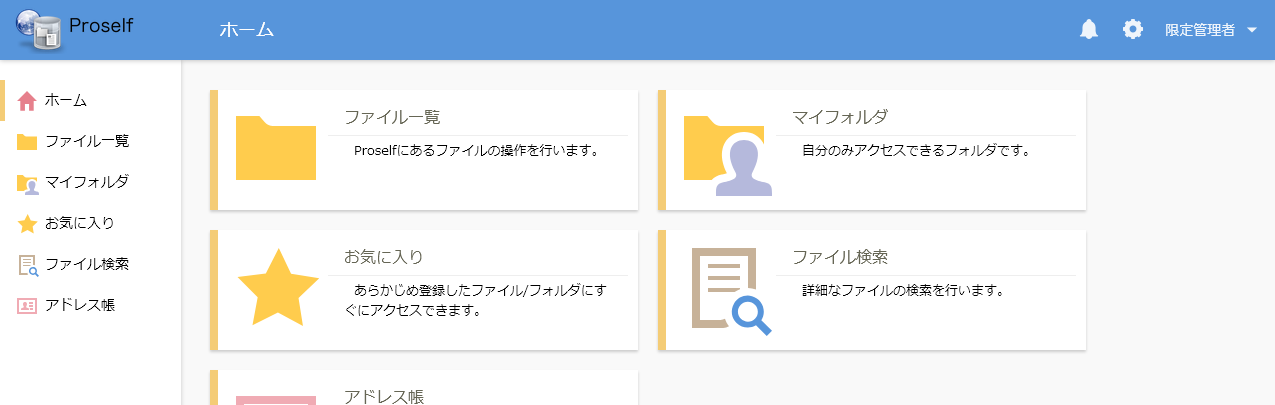 Proself
ホーム
限定管理者
ホーム
ファイル一覧
マイフォルダ
お気に入り
ファイル検索
アドレス帳
ファイル一覧
Proselfにあるファイルの操作を行います。
マイフォルダ
自分のみアクセスできるフォルダです。
お気に入り
あらかじめ登録したファイル/フォルダにす
ぐにアクセスできます。
ファイル検索
詳細なファイルの検索を行います。
アドレス帳